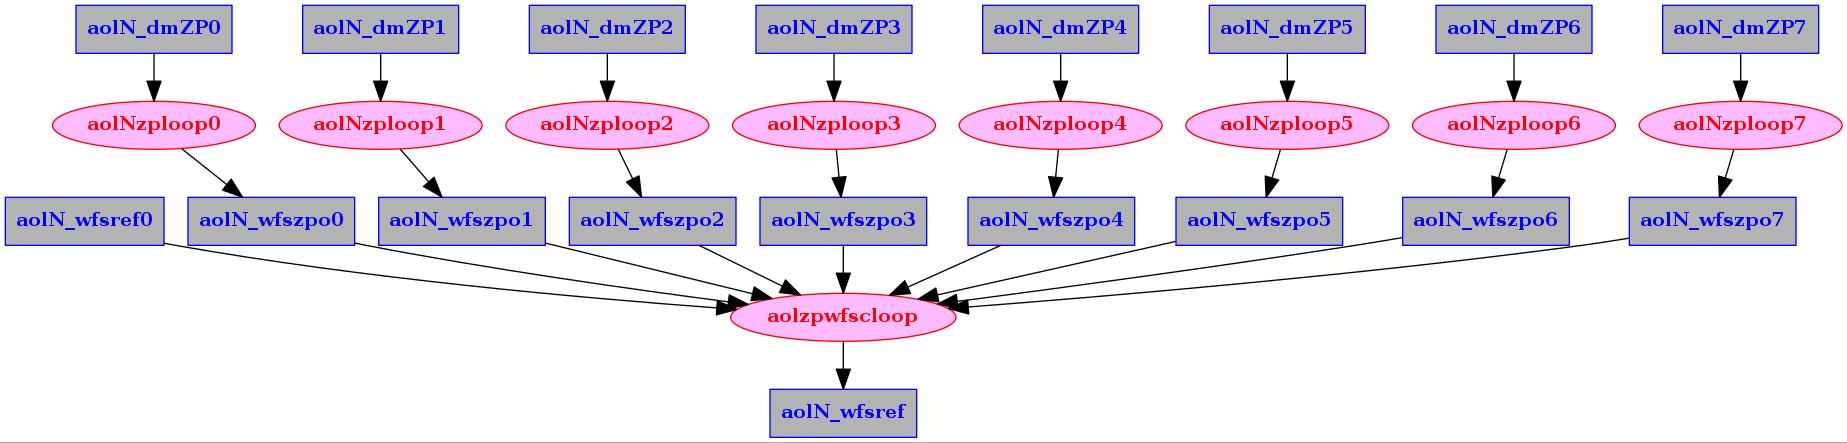 aolN_dmZP0 aolN_dmZP1 aolN_dmZP2 aolN_dmZP3 aolN_dmZP4 aolN_dmZP5 aolN_dmZP6 aolN_dmZP7
aolNzploop0 aolNzploop1 aolNzploop2 aolNzploop3 aolNzploop4 aolNzploop5 aolNzploop6 aolNzploop7
aolN_wfsref0 aolN_wfszpo0 aolN_wfszpo1 aolN_wfszpo2 aolN_wfszpo3 aolN_wfszpo4 aolN_wfszpo5 aolN_wfszpo6 aolN_wfszpo7
aolzpwfscloop
aolN_wfsref